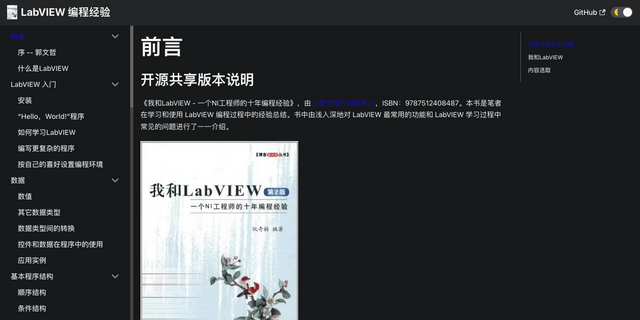 LabVIEW 编程经验
GitHub
前言
序 -- 郭文哲
什么是LabVIEW
LabVIEW 入门
安装
“Hello, World!”程序
如何学习LabVIEW
编写更复杂的程序
按自己的喜好设置编程环境
数据
数值
其它数据类型
数据类型间的转换
控件和数据在程序中的使用
应用实例
基本程序结构
顺序结构
条件结构
前言
开源共享版本说明
《我和LabVIEW - 一个NI工程师的十年编程经验》，由
，ISBN：9787512408487。本书是笔者
在学习和使用 LabVIEW 编程过程中的经验总结。书中由浅入深地对 LabVIEW 最常用的功能和 LabVIEW 学习过程中
常见的问题进行了一一介绍。
我和LabVIEW 第2版
一个NI工程师的十年编程经验
阮奇桢 编著
开源共享版本说明
我和LabVIEW
内容选取